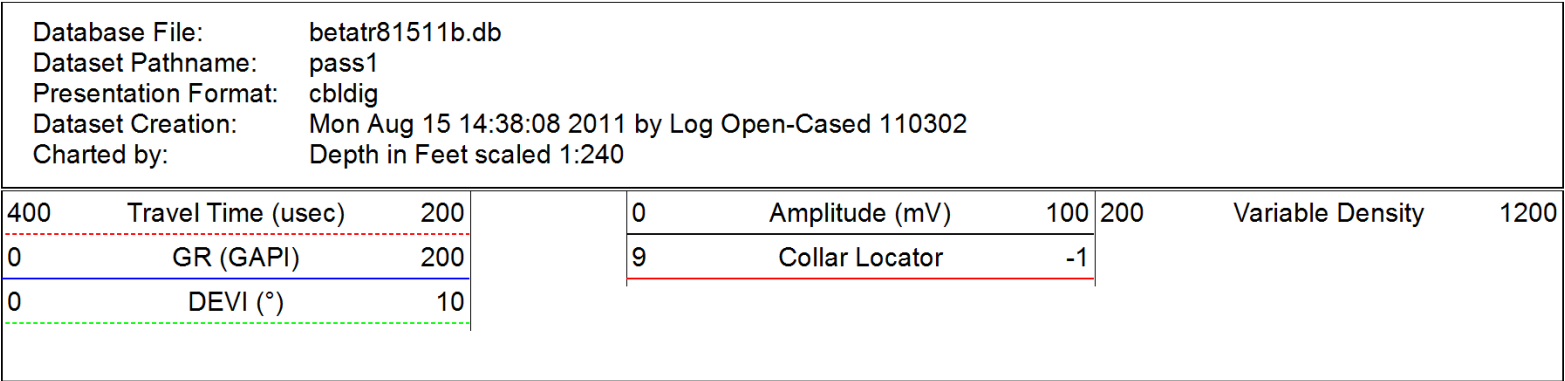 Database File: betatr81511b.db
Dataset Pathname: pass1
Presentation Format: cbldig
Dataset Creation: Mon Aug 15 14:38:08 2011 by Log Open-Cased 110302
Charted by: Depth in Feet scaled 1:240
400 Travel Time (usec) 200 0 Amplitude (mV) 100 200 Variable Density 1200
0 GR (GAPI) 200 9 Collar Locator -1
0 DEVI (°) 10